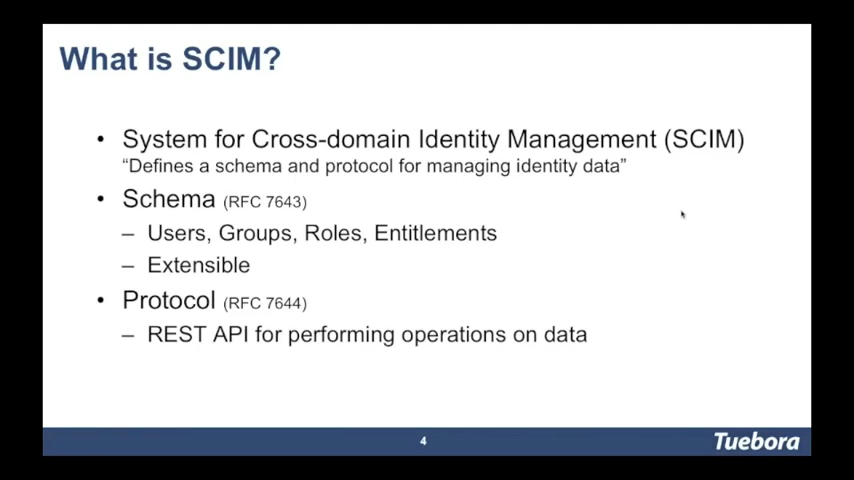 What is SCIM?
• System for Cross-domain Identity Management (SCIM)
“Defines a schema and protocol for managing identity data”
• Schema (RFC 7643)
– Users, Groups, Roles, Entitlements
– Extensible
• Protocol (RFC 7644)
– REST API for performing operations on data
4
Tuebora